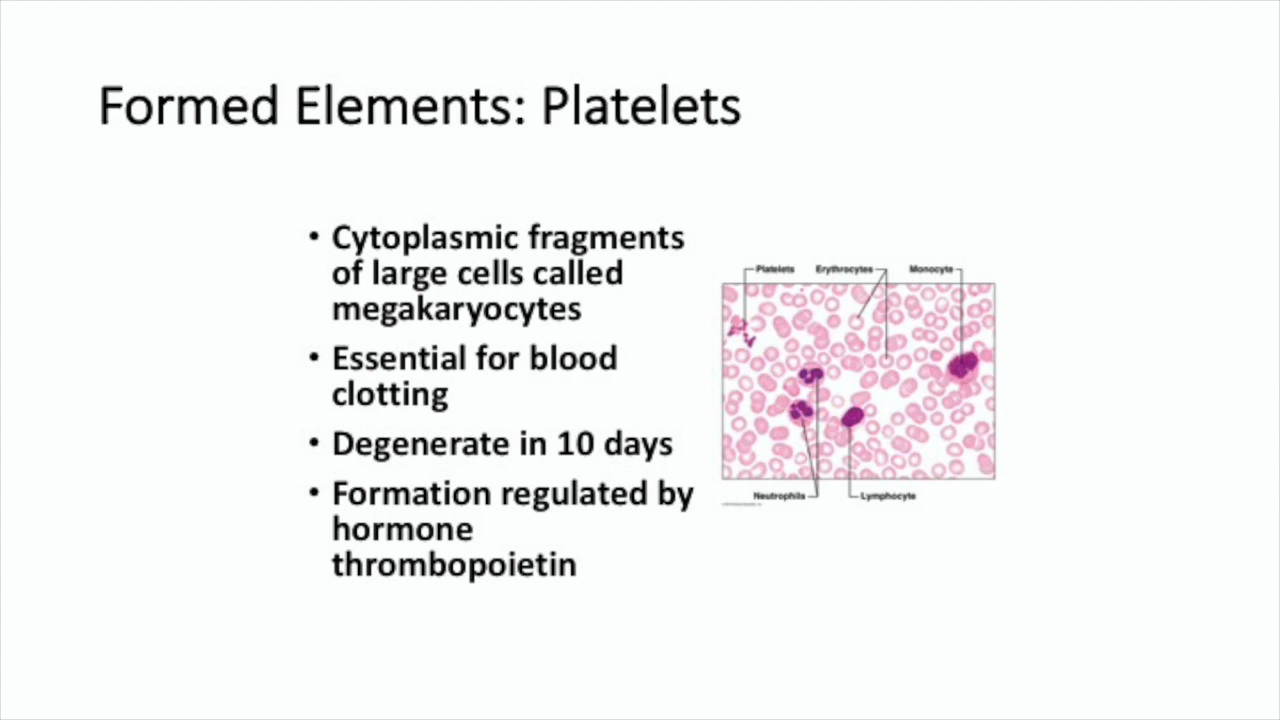 Formed Elements: Platelets
• Cytoplasmic fragments
of large cells called
megakaryocytes
• Essential for blood
clotting
• Degenerate in 10 days
• Formation regulated by
hormone
thrombopoietin
Platelets Erythrocytes Monocyte
Neutrophils Lymphocyte